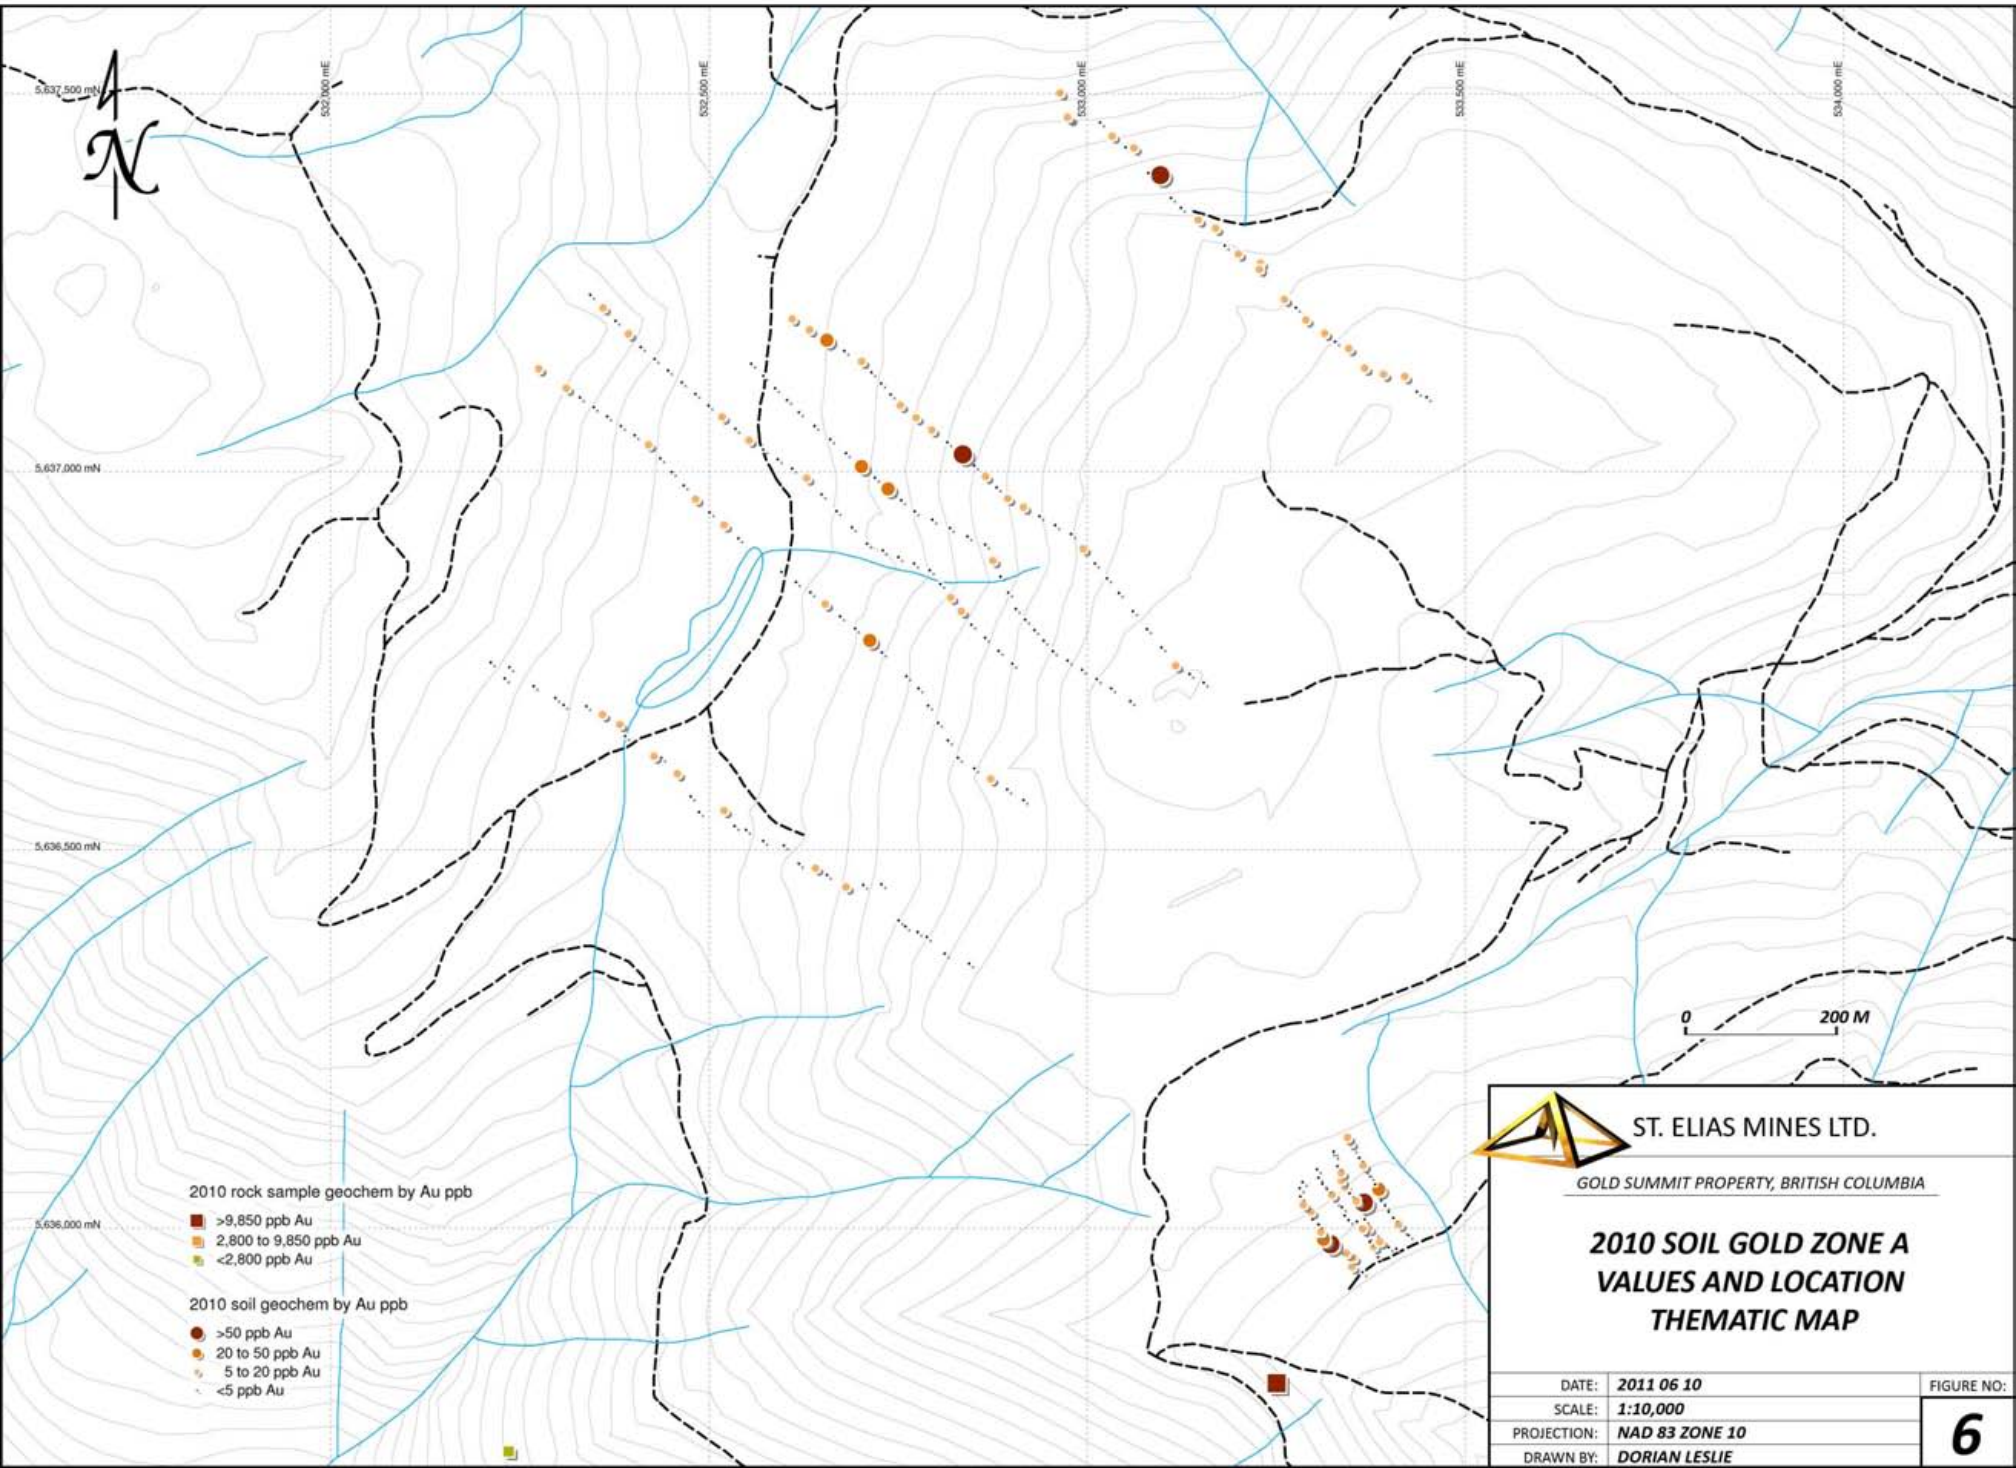 532,000 mE
532,500 mE
533,000 mE
533,500 mE
534,000 mE
5,637,500 mN
N
5,637,000 mN
5,636,500 mN
5,636,000 mN
0 200 M
2010 rock sample geochem by Au ppb
>9,850 ppb Au
2,800 to 9,850 ppb Au
<2,800 ppb Au
2010 soil geochem by Au ppb
>50 ppb Au
20 to 50 ppb Au
5 to 20 ppb Au
<5 ppb Au
ST. ELIAS MINES LTD.
GOLD SUMMIT PROPERTY, BRITISH COLUMBIA
2010 SOIL GOLD ZONE A
VALUES AND LOCATION
THEMATIC MAP
DATE: 2011 06 10
SCALE: 1:10,000
PROJECTION: NAD 83 ZONE 10
DRAWN BY: DORIAN LESLIE
FIGURE NO:
6